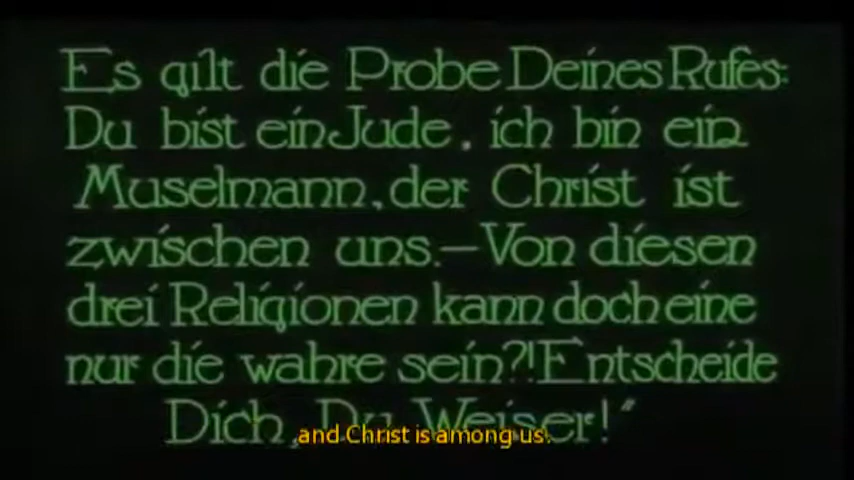 Es gilt die Probe Deines Rufes:
Du bist ein Jude, ich bin ein
Muselmann, der Christ ist
zwischen uns.—Von diesen
drei Religionen kann doch eine
nur die wahre sein?! Entscheide
Dich, Du Weiser!“
and Christ is among us.